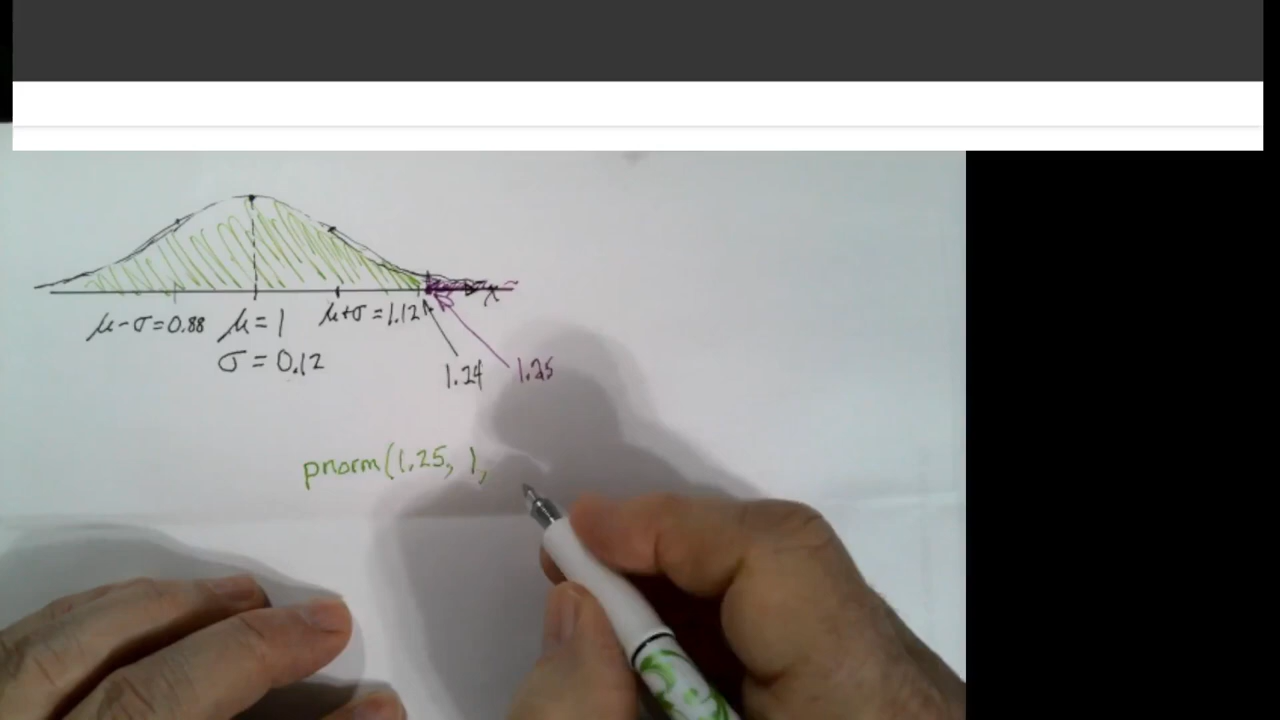 x
μ-σ=0.88 μ=1 μ+σ=1.12
σ=0.12
1.24 1.25
pnorm(1.25, 1,